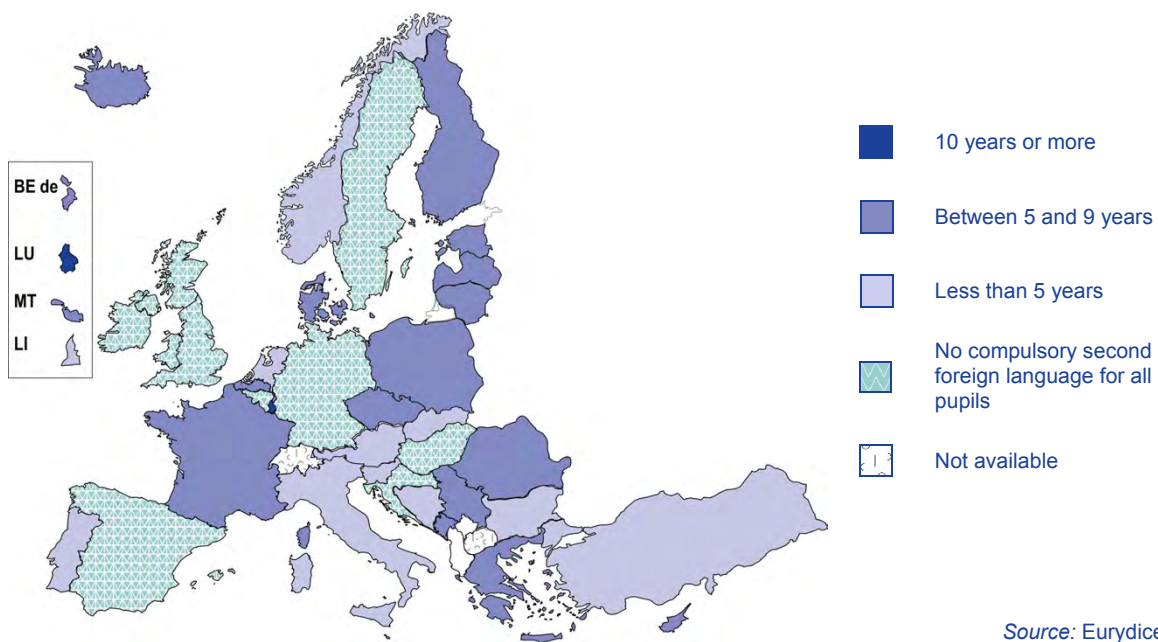 BE de
LU
MT
LI
10 years or more
Between 5 and 9 years
Less than 5 years
No compulsory second
foreign language for all
pupils
Not available
Source: Eurydice